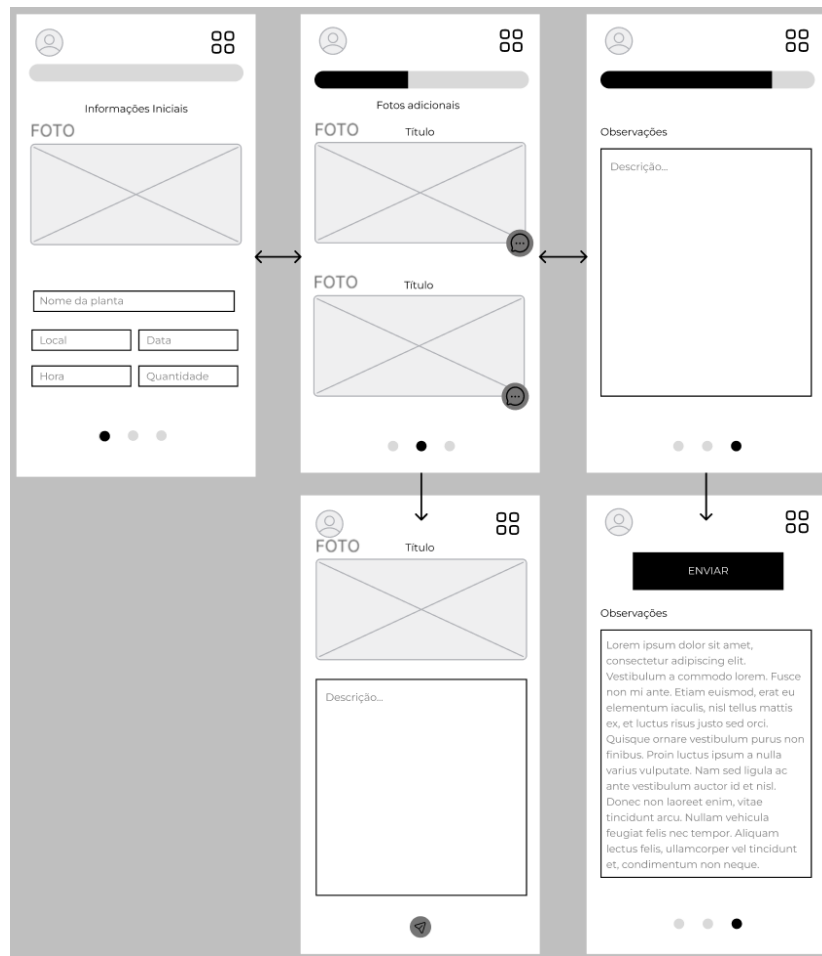 Informações Iniciais
FOTO
Nome da planta
Local
Data
Hora
Quantidade
Fotos adicionais
FOTO
Título
FOTO
Título
Observações
Descrição...
FOTO
Título
Descrição...
ENVIAR
Observações
Lorem ipsum dolor sit amet,
consectetur adipiscing elit.
Vestibulum a commodo lorem. Fusce
non mi ante. Etiam euismod, erat eu
elementum iaculis, nisl tellus mattis
ex, et luctus risus justo sed orci.
Quisque ornare vestibulum purus non
finibus. Proin luctus ipsum a nulla
varius vulputate. Nam sed ligula ac
ante vestibulum auctor id et nisl.
Donec non laoreet enim, vitae
tincidunt arcu. Nullam vehicula
feugiat felis nec tempor. Aliquam
lectus felis, ullamcorper vel tincidunt
et, condimentum non neque.